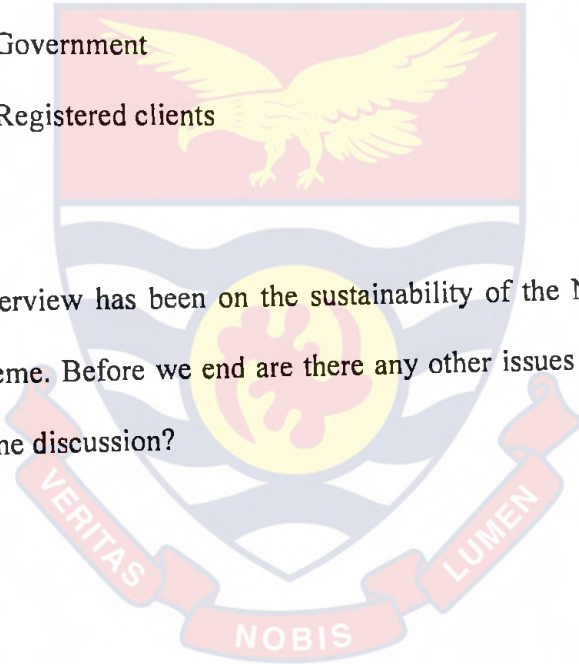 Government
Registered clients
erview has been on the sustainability of the N
eme. Before we end are there any other issues
he discussion?
VERITAS
NOBIS
LUMEN